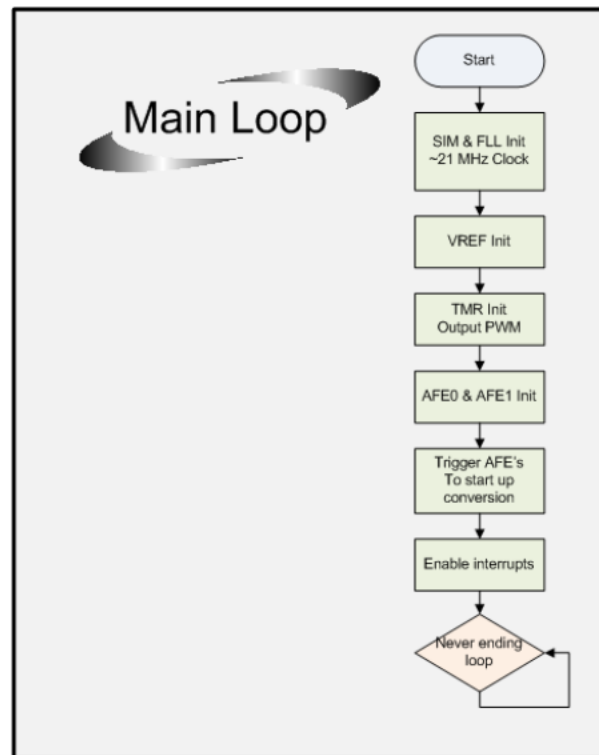 Main Loop
Start
SIM & FLL Init
~21 MHz Clock
VREF Init
TMR Init
Output PWM
AFE0 & AFE1 Init
Trigger AFE's
To start up
conversion
Enable interrupts
Never ending
loop